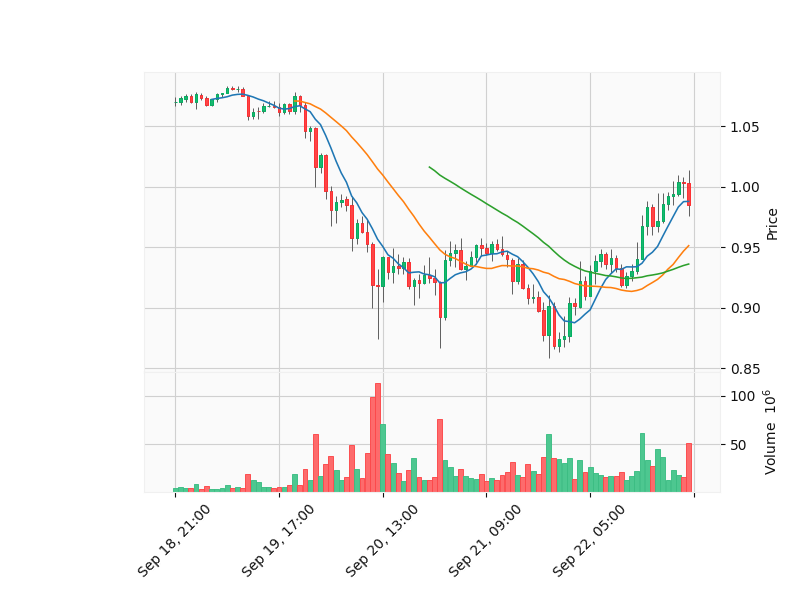 1.05
1.00
0.95
0.90
0.85
Price
100
50
Volume 10^6
Sep 18, 21:00
Sep 19, 17:00
Sep 20, 13:00
Sep 21, 09:00
Sep 22, 05:00